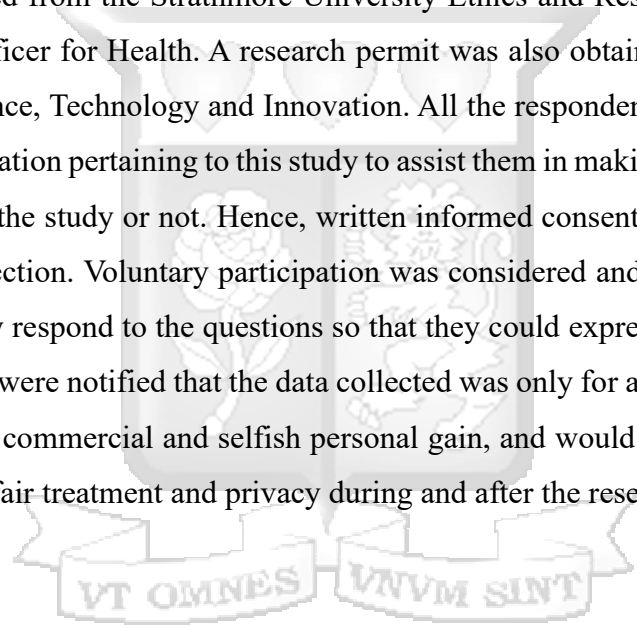 ed from the Strathmore University Ethics and Res
ficer for Health. A research permit was also obtain
nce, Technology and Innovation. All the responden
ation pertaining to this study to assist them in maki
the study or not. Hence, written informed consent
ection. Voluntary participation was considered and
respond to the questions so that they could expre
were notified that the data collected was only for a
commercial and selfish personal gain, and would
fair treatment and privacy during and after the rese
VT OMNES VNVM SINT